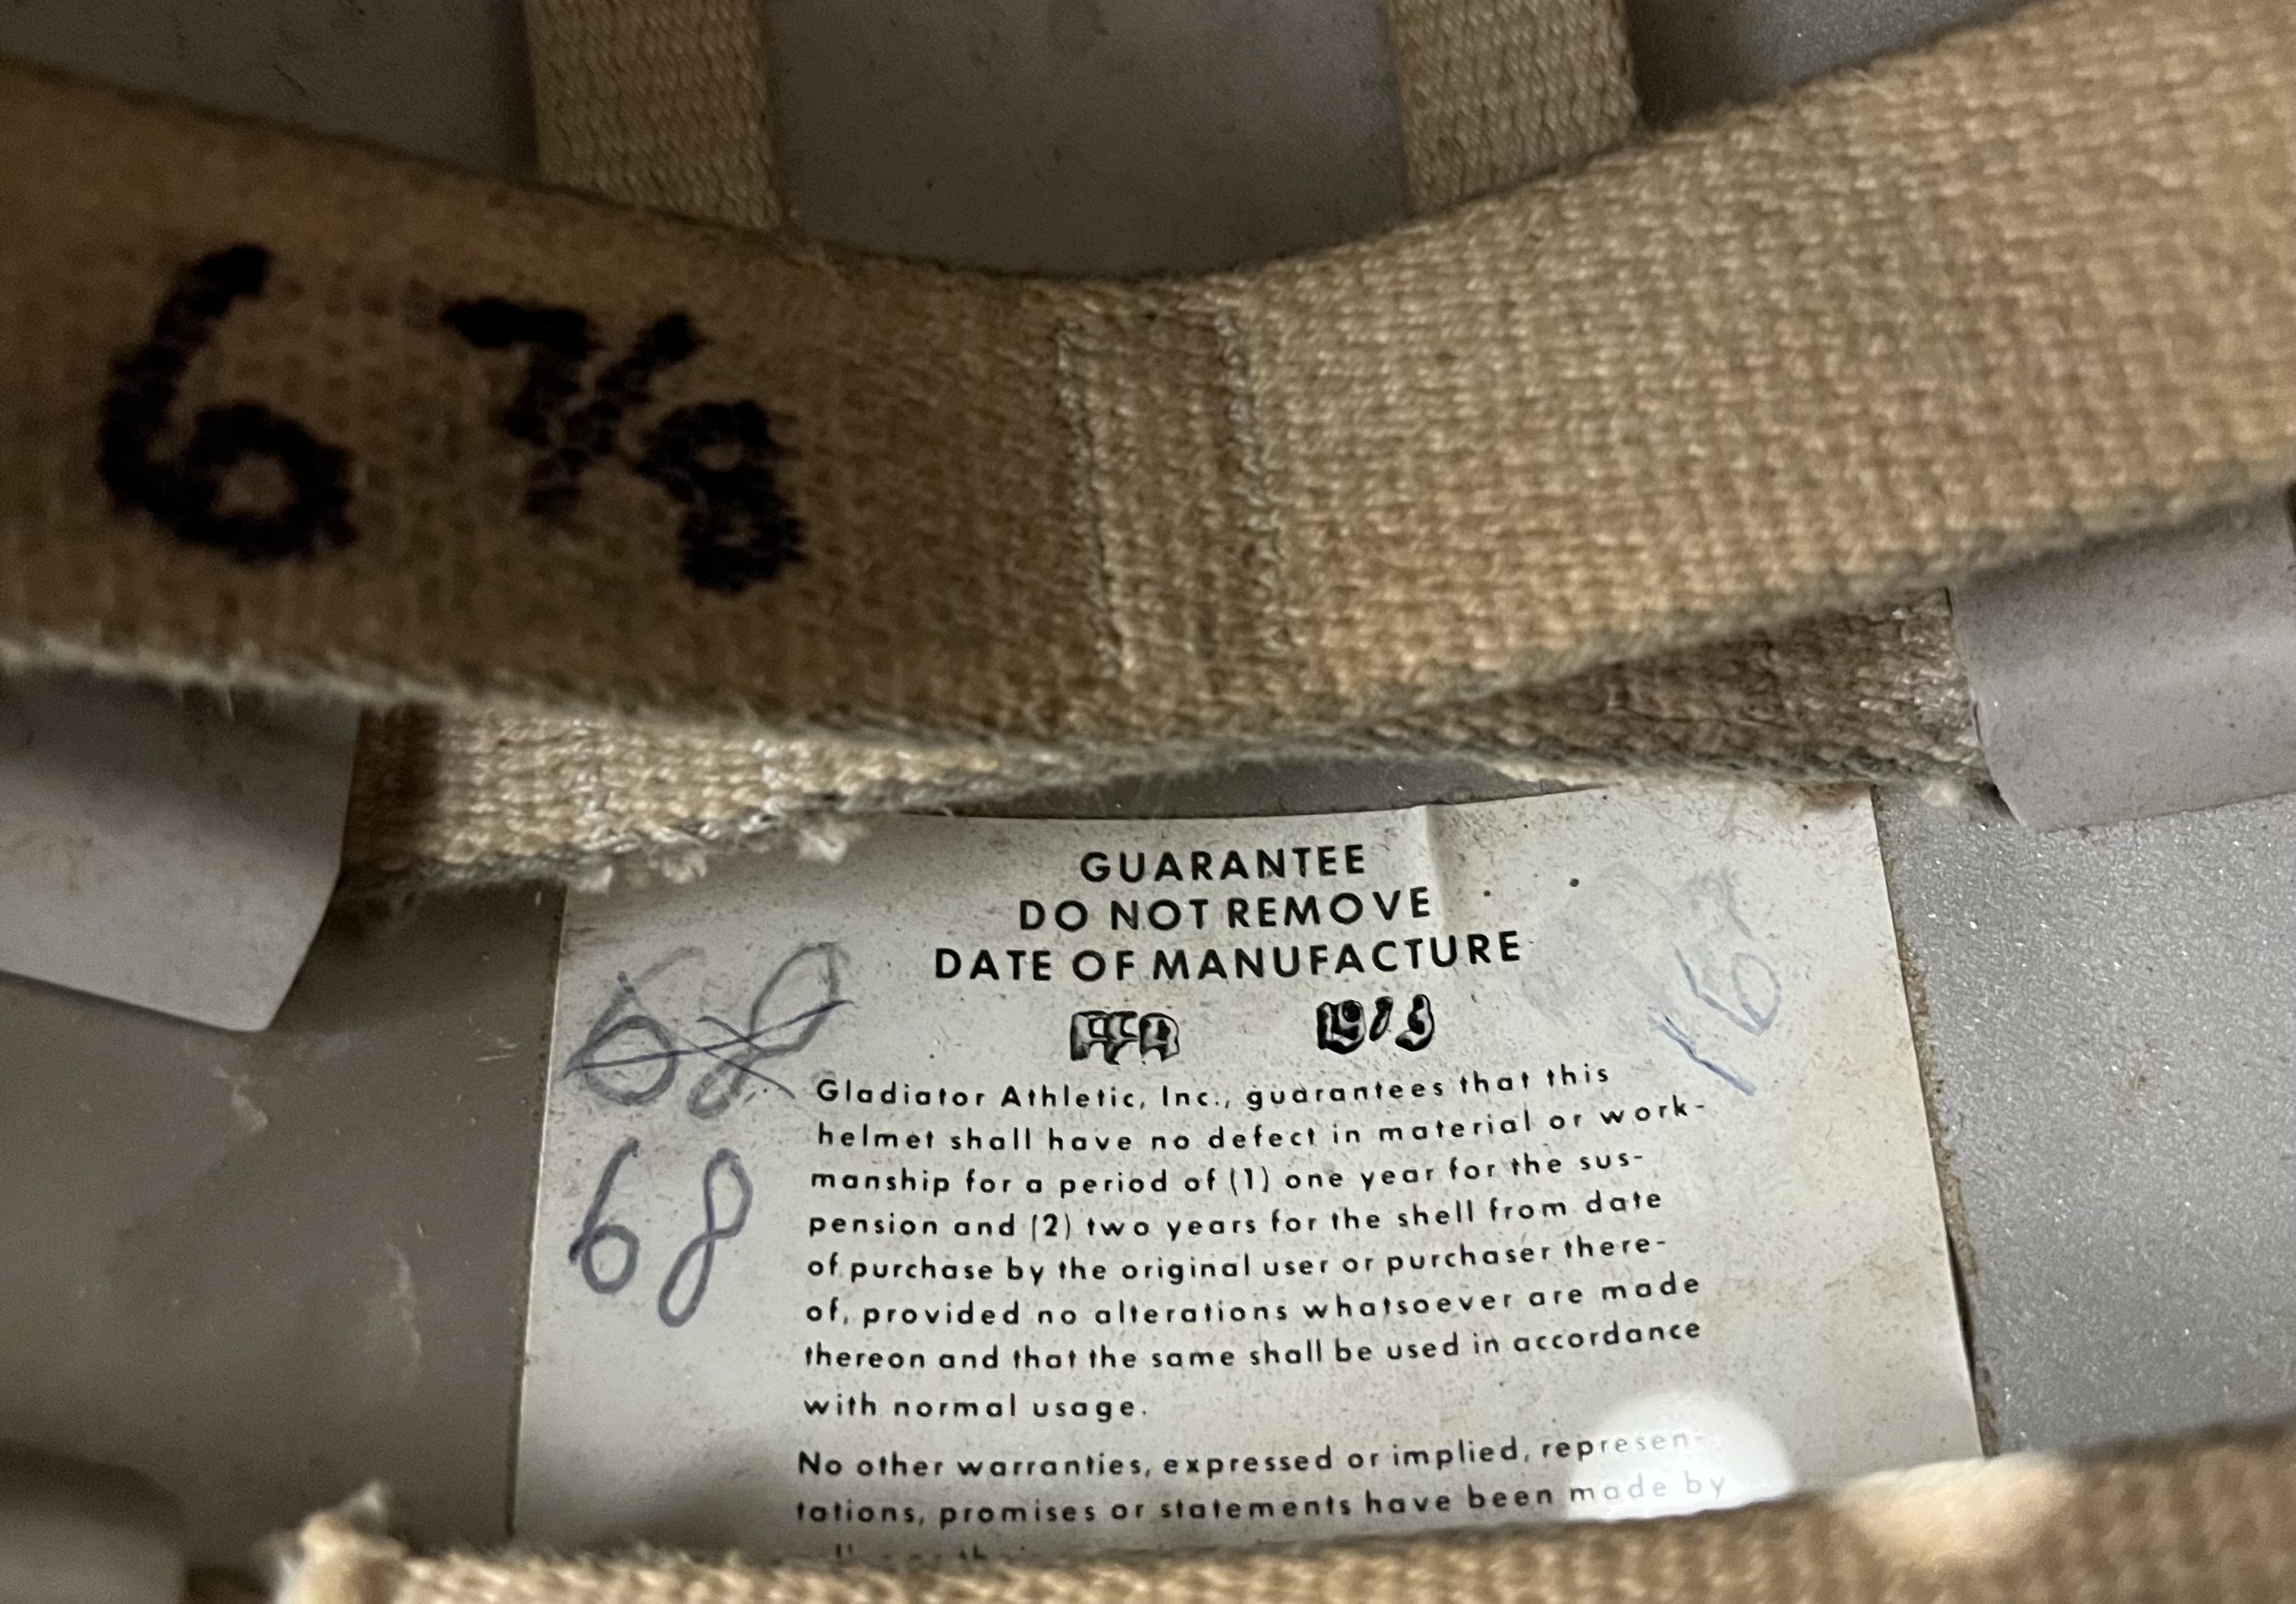 6 7/8
GUARANTEE
DO NOT REMOVE
DATE OF MANUFACTURE
1973
68
68
Gladiator Athletic, Inc., guarantees that this
helmet shall have no defect in material or work-
manship for a period of (1) one year for the sus-
pension and (2) two years for the shell from date
of purchase by the original user or purchaser there-
of, provided no alterations whatsoever are made
thereon and that the same shall be used in accordance
with normal usage.
No other warranties, expressed or implied, represen-
tations, promises or statements have been made by